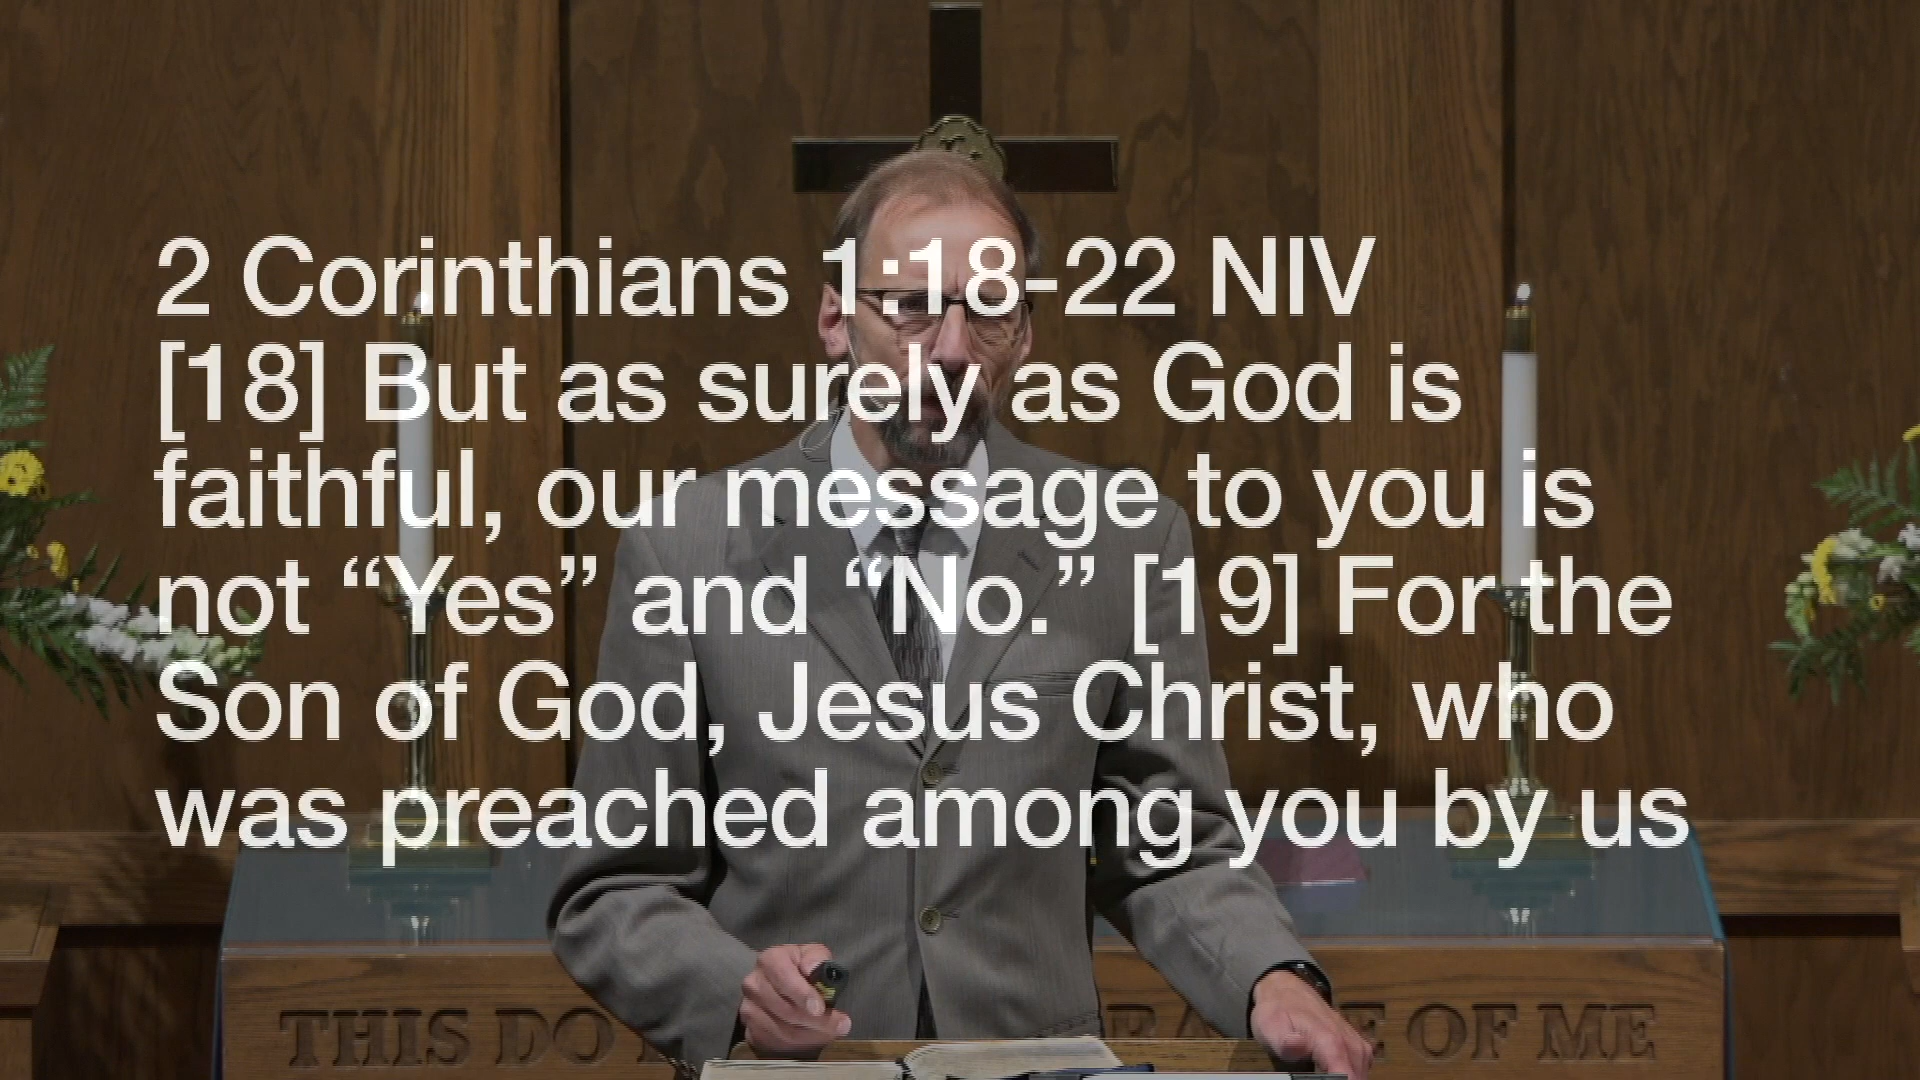 2 Corinthians 1:18-22 NIV
[18] But as surely as God is
faithful, our message to you is
not “Yes” and “No.” [19] For the
Son of God, Jesus Christ, who
was preached among you by us
THIS DO OF ME